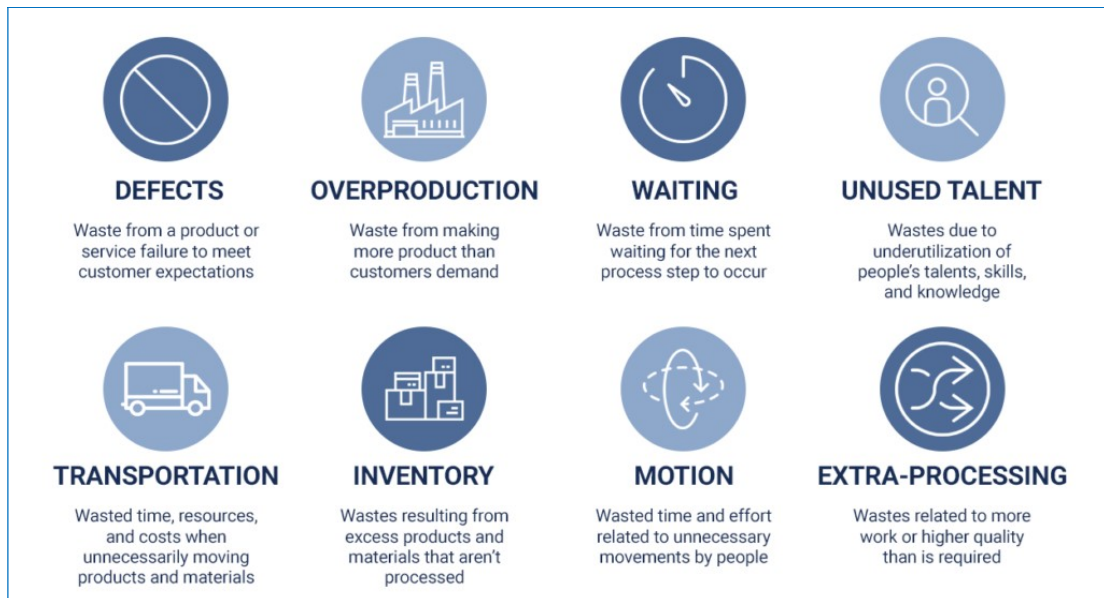 DEFECTS
Waste from a product or
service failure to meet
customer expectations
OVERPRODUCTION
Waste from making
more product than
customers demand
WAITING
Waste from time spent
waiting for the next
process step to occur
UNUSED TALENT
Wastes due to
underutilization of
people's talents, skills,
and knowledge
TRANSPORTATION
Wasted time, resources,
and costs when
unnecessarily moving
products and materials
INVENTORY
Wastes resulting from
excess products and
materials that aren't
processed
MOTION
Wasted time and effort
related to unnecessary
movements by people
EXTRA-PROCESSING
Wastes related to more
work or higher quality
than is required